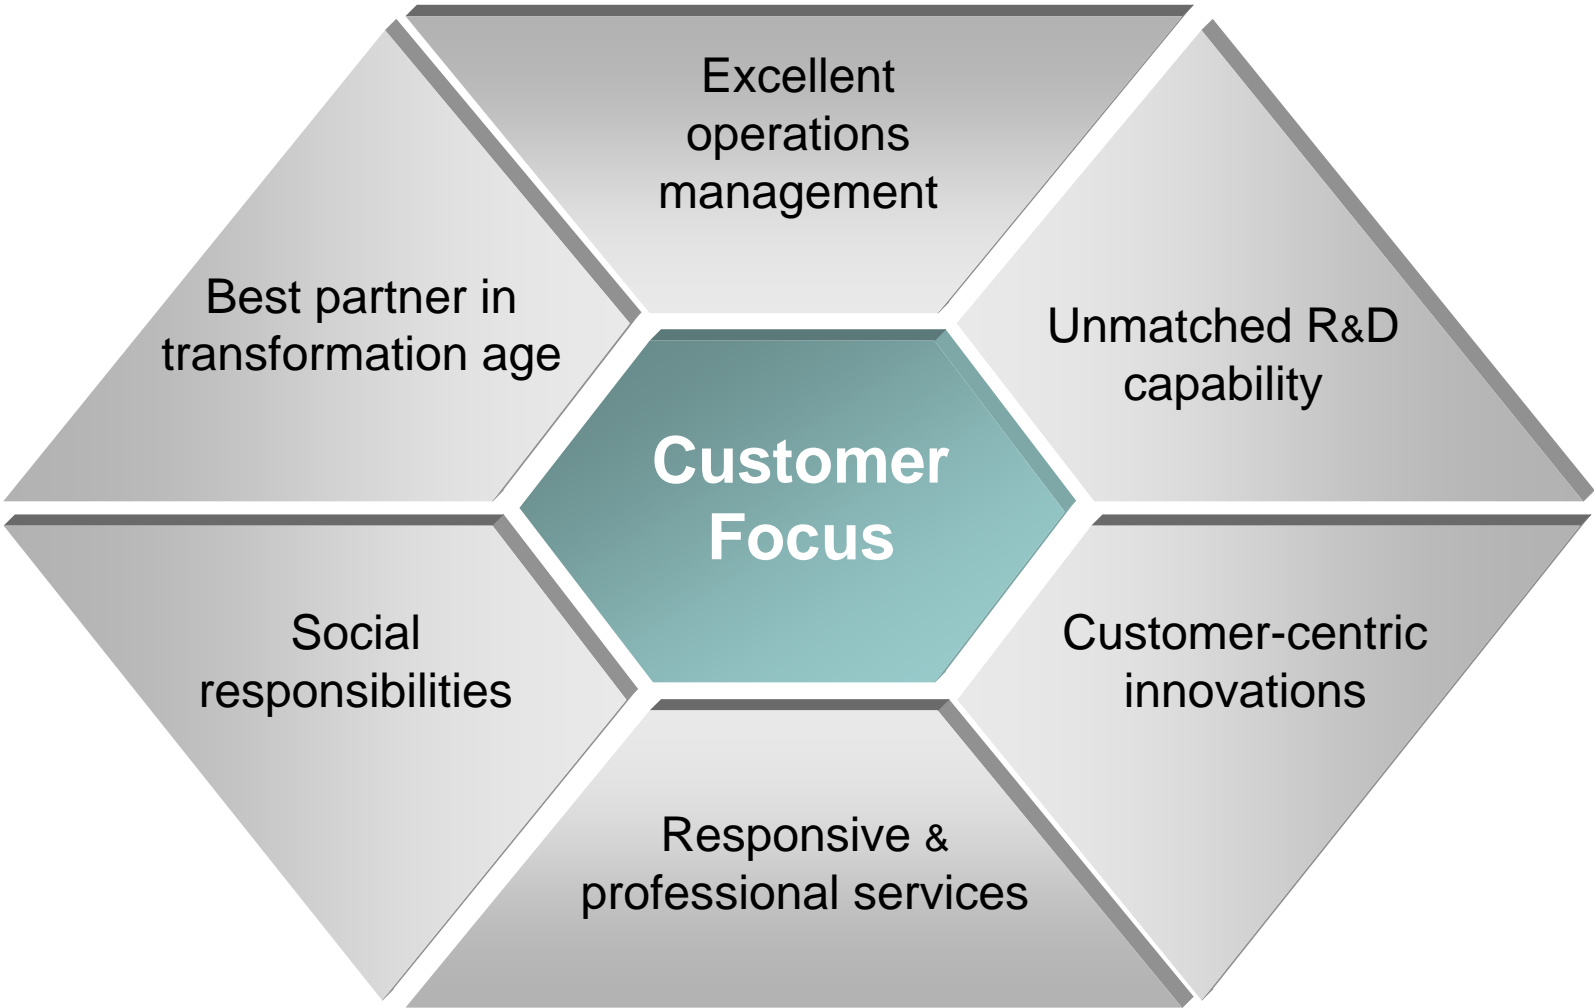 Excellent
operations
management
Best partner in
transformation age
Unmatched R&D
capability
Customer
Focus
Social
responsibilities
Customer-centric
innovations
Responsive &
professional services